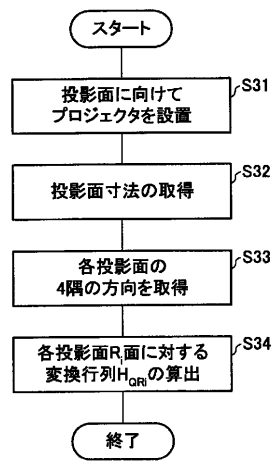 スタート
S31
投影面に向けて
プロジェクタを設置
S32
投影面寸法の取得
S33
各投影面の
4隅の方向を取得
S34
各投影面Ri面に対する
変換行列HQRiの算出
終了